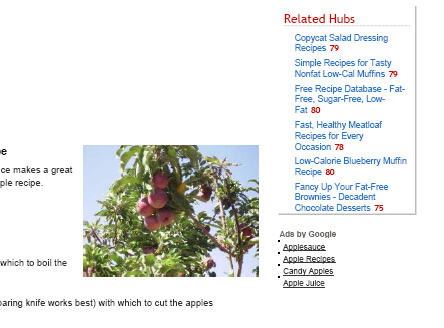 Related Hubs
Copycat Salad Dressing
Recipes 79
Simple Recipes for Tasty
Nonfat Low-Cal Muffins 79
Free Recipe Database - Fat-
Free, Sugar-Free, Low-
Fat 80
Fast, Healthy Meatloaf
Recipes for Every
Occasion 78
Low-Calorie Blueberry Muffin
Recipe 80
Fancy Up Your Fat-Free
Brownies - Decadent
Chocolate Desserts 75
Ads by Google
Applesauce
Apple Recipes
Candy Apples
Apple Juice
makes a great
recipe.
which to boil the
knife works best) with which to cut the apples